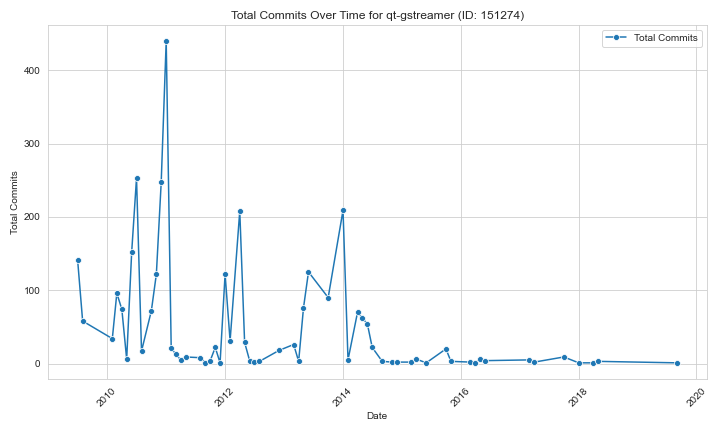 Total Commits Over Time for qt-gstreamer (ID: 151274)
Total Commits
400
300
200
100
0
Total Commits
2010
2012
2014
2016
2018
2020
Date